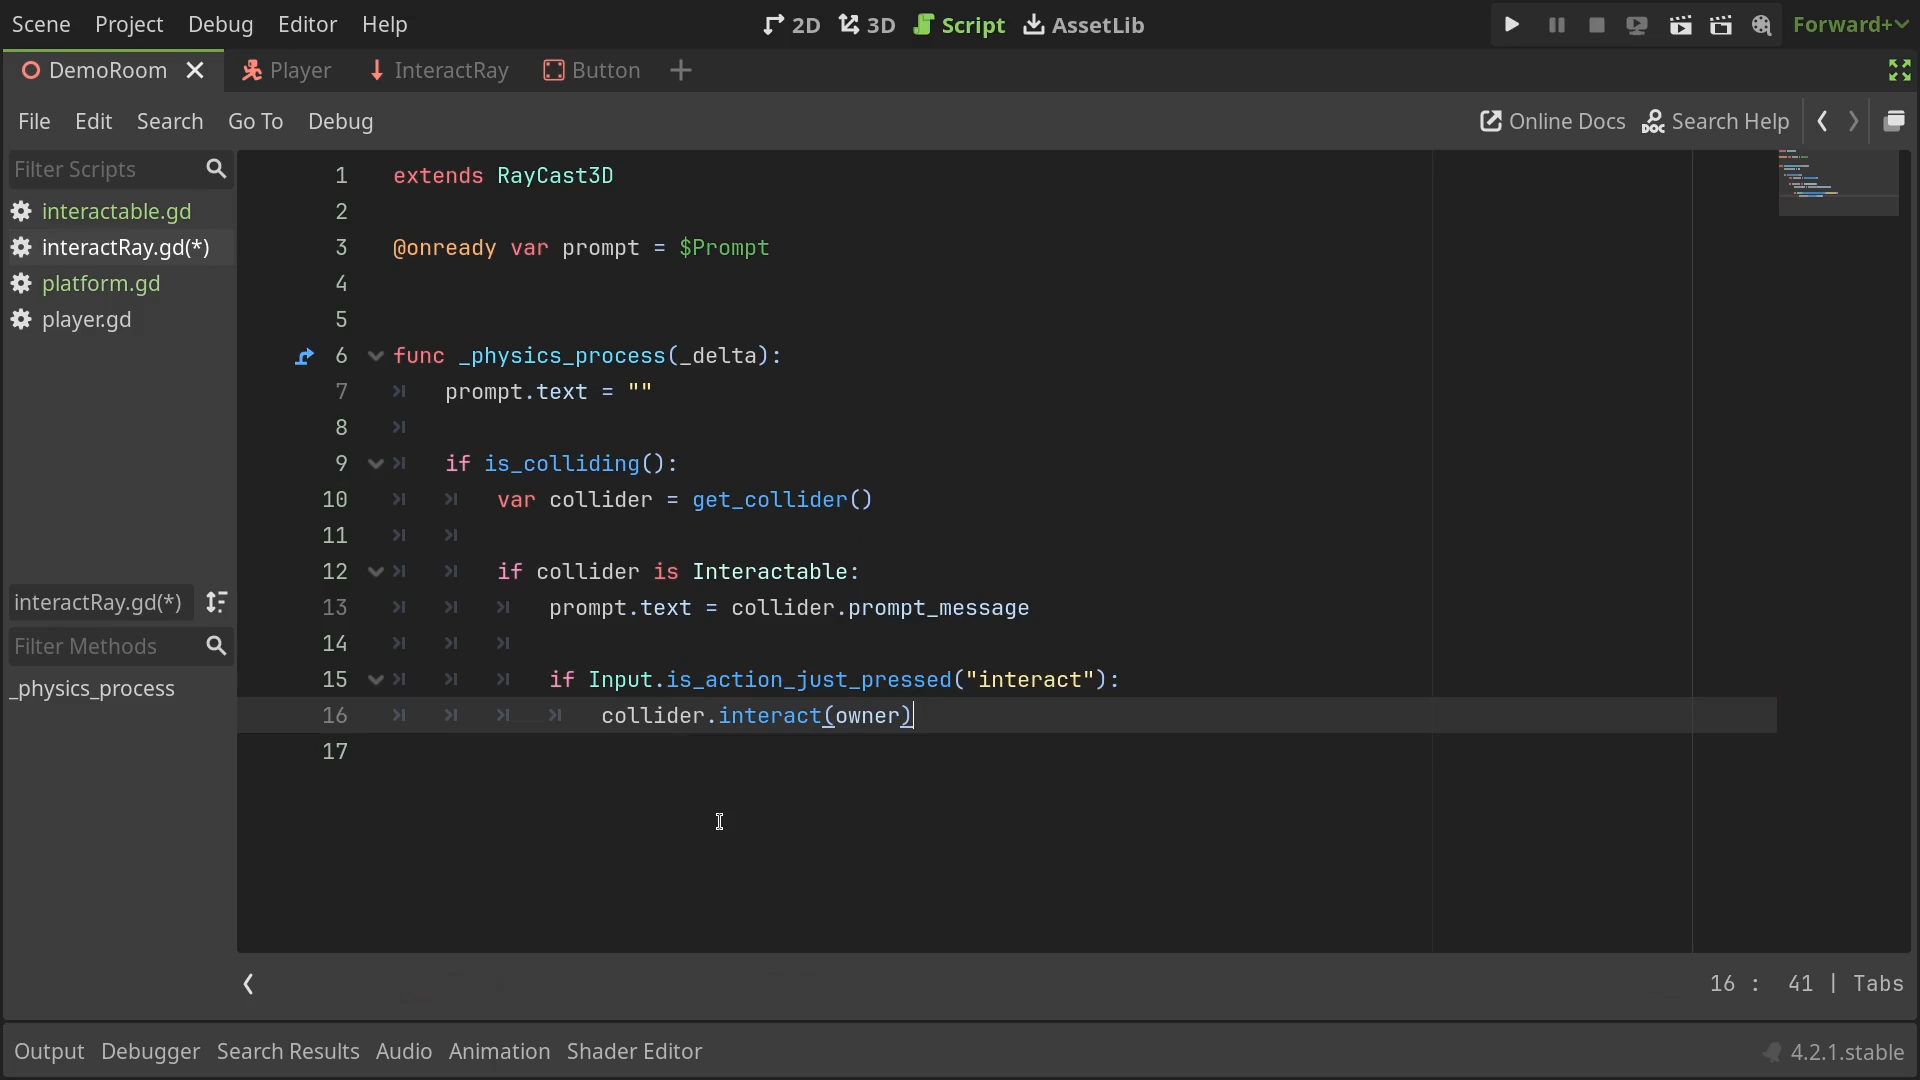 Scene Project Debug Editor Help 2D 3D Script AssetLib Forward+
DemoRoom Player InteractRay Button
File Edit Search Go To Debug Online Docs Search Help
Filter Scripts
interactable.gd
interactRay.gd(*)
platform.gd
player.gd
interactRay.gd(*)
Filter Methods
_physics_process
1 extends RayCast3D
2
3 @onready var prompt = $Prompt
4
5
6 func _physics_process(_delta):
7 prompt.text = ""
8
9 if is_colliding():
10 var collider = get_collider()
11
12 if collider is Interactable:
13 prompt.text = collider.prompt_message
14
15 if Input.is_action_just_pressed("interact"):
16 collider.interact(owner)
17
16 : 41 | Tabs
Output Debugger Search Results Audio Animation Shader Editor 4.2.1.stable